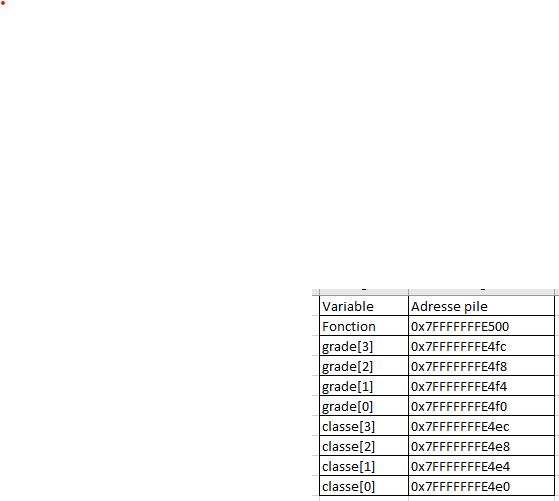 Variable Adresse pile
Fonction 0x7FFFFFFFE500
grade[3] 0x7FFFFFFFE4fc
grade[2] 0x7FFFFFFFE4f8
grade[1] 0x7FFFFFFFE4f4
grade[0] 0x7FFFFFFFE4f0
classe[3] 0x7FFFFFFFE4ec
classe[2] 0x7FFFFFFFE4e8
classe[1] 0x7FFFFFFFE4e4
classe[0] 0x7FFFFFFFE4e0